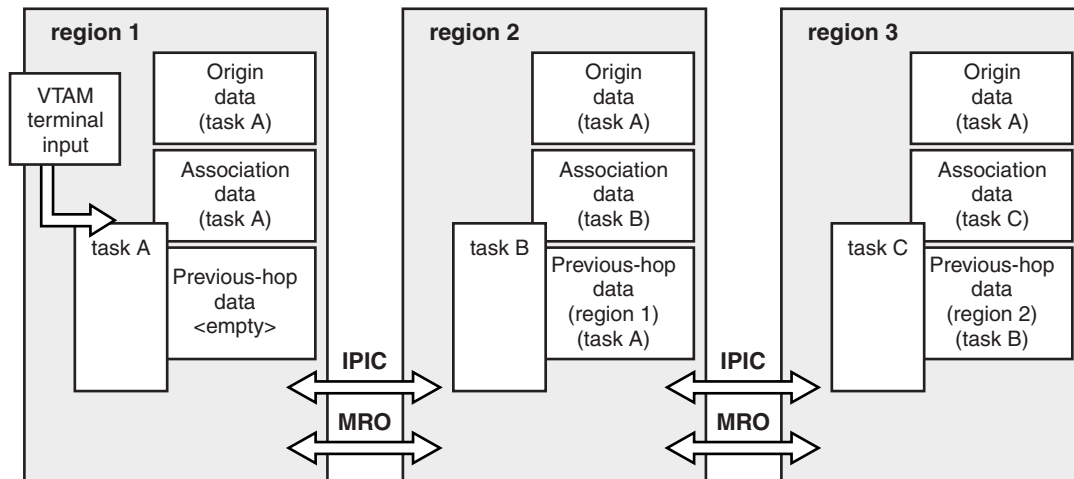 region 1
VTAM
terminal
input
Origin
data
(task A)
Association
data
(task A)
task A
Previous-hop
data
<empty>
IPIC
MRO
region 2
Origin
data
(task A)
Association
data
(task B)
task B
Previous-hop
data
(region 1)
(task A)
IPIC
MRO
region 3
Origin
data
(task A)
Association
data
(task C)
task C
Previous-hop
data
(region 2)
(task B)